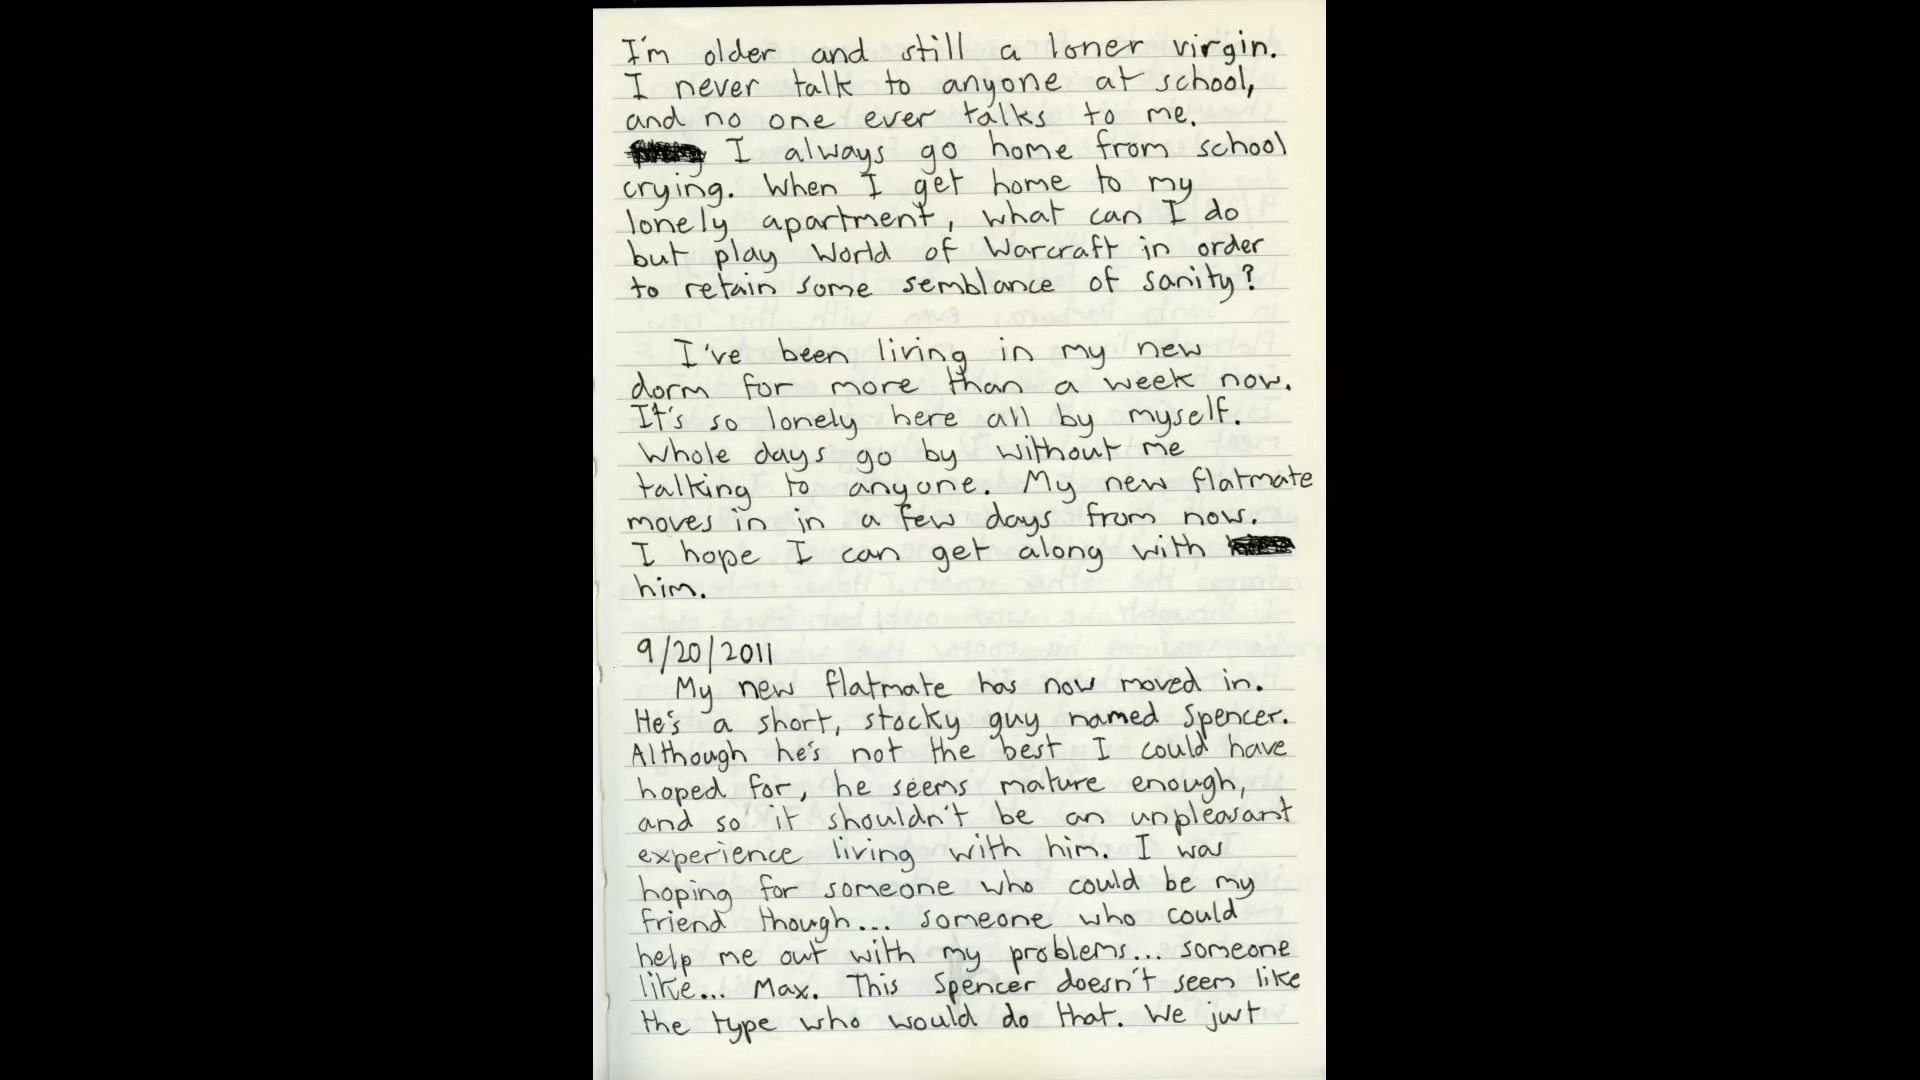 I'm older and still a loner virgin.
I never talk to anyone at school,
and no one ever talks to me.
I always go home from school
crying. When I get home to my
lonely apartment, what can I do
but play World of Warcraft in order
to retain some semblance of sanity?
I've been living in my new
dorm for more than a week now.
It's so lonely here all by myself.
Whole days go by without me
talking to anyone. My new flatmate
moves in in a few days from now.
I hope I can get along with
him.
9/20/2011
My new flatmate has now moved in.
He's a short, stocky guy named Spencer.
Although he's not the best I could have
hoped for, he seems mature enough,
and so it shouldn't be an unpleasant
experience living with him. I was
hoping for someone who could be my
friend though... someone who could
help me out with my problems... someone
like... Max. This Spencer doesn't seem like
the type who would do that. We just